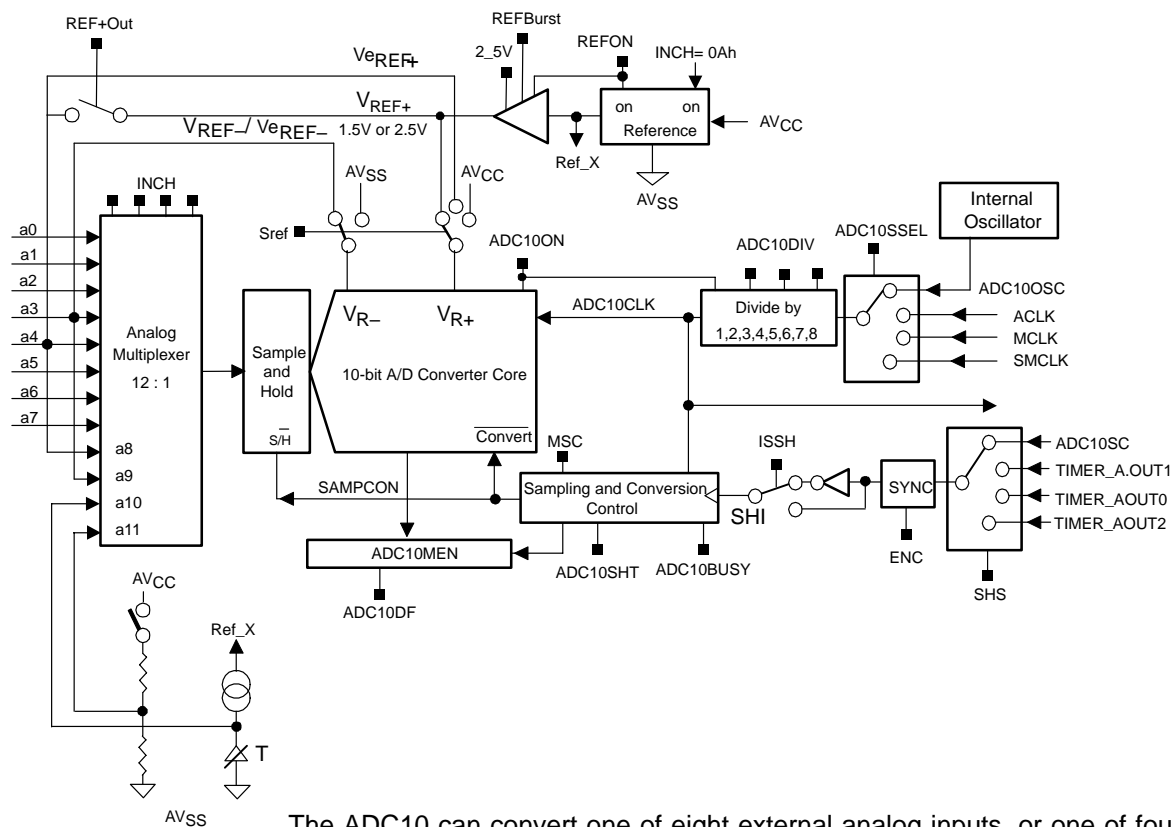 REF+Out
REFBurst
2_5V
REFON
INCH= 0Ah
VeREF+
VREF+
1.5V or 2.5V
VREF–/ VeREF–
on on
Reference
AVCC
Ref_X
AVSS
AVSS
AVCC
INCH
Sref
ADC10ON
ADC10DIV
ADC10SSEL
Internal
Oscillator
ADC10OSC
ACLK
MCLK
SMCLK
a0
a1
a2
a3
a4
a5
a6
a7
a8
a9
a10
a11
Analog
Multiplexer
12 : 1
Sample
and
Hold
S/H
VR–
VR+
10-bit A/D Converter Core
Convert
ADC10CLK
Divide by
1,2,3,4,5,6,7,8
SAMPCON
MSC
Sampling and Conversion
Control
SHI
ISSH
SYNC
ENC
ADC10SC
TIMER_A.OUT1
TIMER_AOUT0
TIMER_AOUT2
SHS
ADC10MEN
ADC10DF
ADC10SHT
ADC10BUSY
AVCC
Ref_X
T
AVSS
The ADC10 can convert one of eight external analog inputs, or one of fou